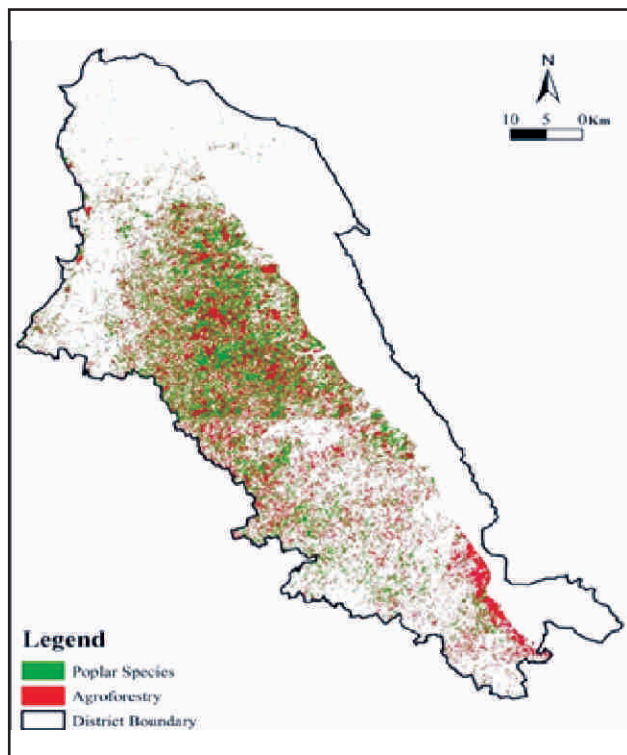 N
10 5 0Km
Legend
Poplar Species
Agroforestry
District Boundary